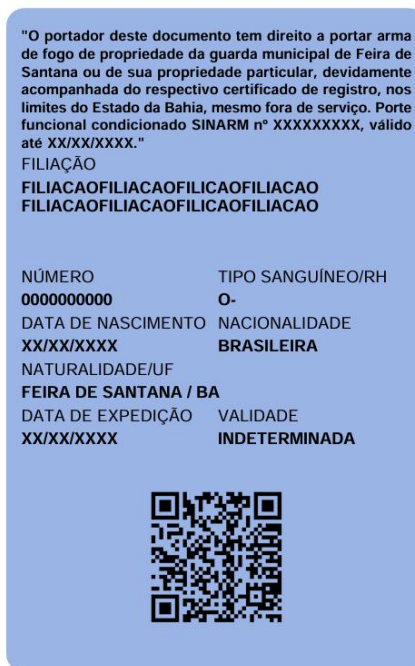 "O portador deste documento tem direito a portar arma
de fogo de propriedade da guarda municipal de Feira de
Santana ou de sua propriedade particular, devidamente
acompanhada do respectivo certificado de registro, nos
limites do Estado da Bahia, mesmo fora de serviço. Porte
funcional condicionado SINARM nº XXXXXXXXX, válido
até XX/XX/XXXX."
FILIAÇÃO
FILIACAOFILIACAOFILICAOFILIACAO
FILIACAOFILIACAOFILICAOFILIACAO
NÚMERO TIPO SANGUÍNEO/RH
0000000000 O-
DATA DE NASCIMENTO NACIONALIDADE
XX/XX/XXXX BRASILEIRA
NATURALIDADE/UF
FEIRA DE SANTANA / BA
DATA DE EXPEDIÇÃO VALIDADE
XX/XX/XXXX INDETERMINADA